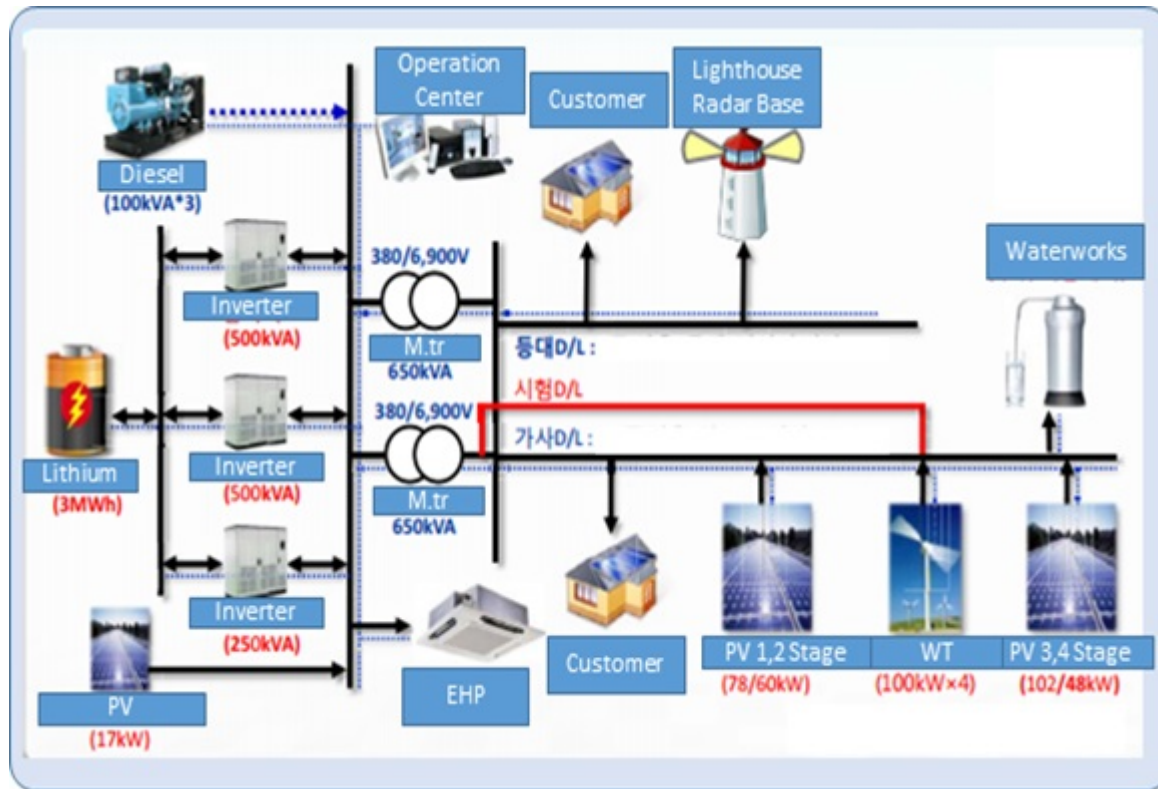 Operation
Center
Customer
Lighthouse
Radar Base
Diesel
(100kVA*3)
Waterworks
380/6,900V
Inverter
(500kVA)
M.tr
650kVA
등대D/L :
시험D/L
380/6,900V
가사D/L :
Lithium
(3MWh)
Inverter
(500kVA)
M.tr
650kVA
Inverter
(250kVA)
PV
(17kW)
EHP
Customer
PV 1,2 Stage
(78/60kW)
WT
(100kW×4)
PV 3,4 Stage
(102/48kW)